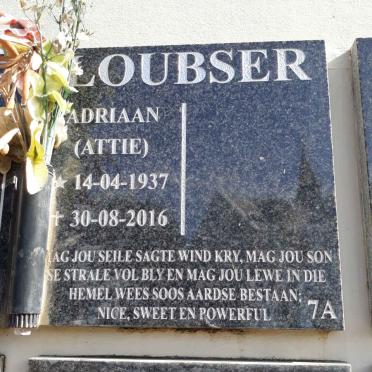 LOUBSER
ADRIAAN
(ATTIE)
★ 14-04-1937
† 30-08-2016
MAG JOU SEILE SAGTE WIND KRY, MAG JOU SON
SE STRALE VOL BLY EN MAG JOU LEWE IN DIE
HEMEL WEES SOOS AARDSE BESTAAN;
NICE, SWEET EN POWERFUL
7A